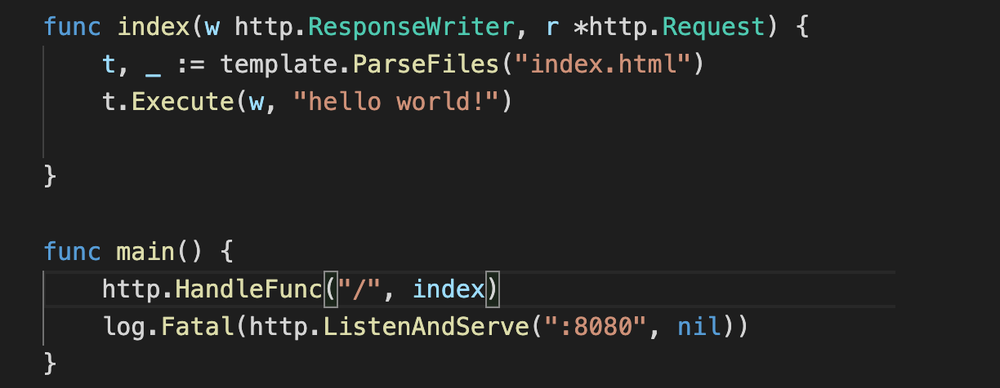 func index(w http.ResponseWriter, r *http.Request) {
    t, _ := template.ParseFiles("index.html")
    t.Execute(w, "hello world!")
}
func main() {
    http.HandleFunc("/", index)
    log.Fatal(http.ListenAndServe(":8080", nil))
}